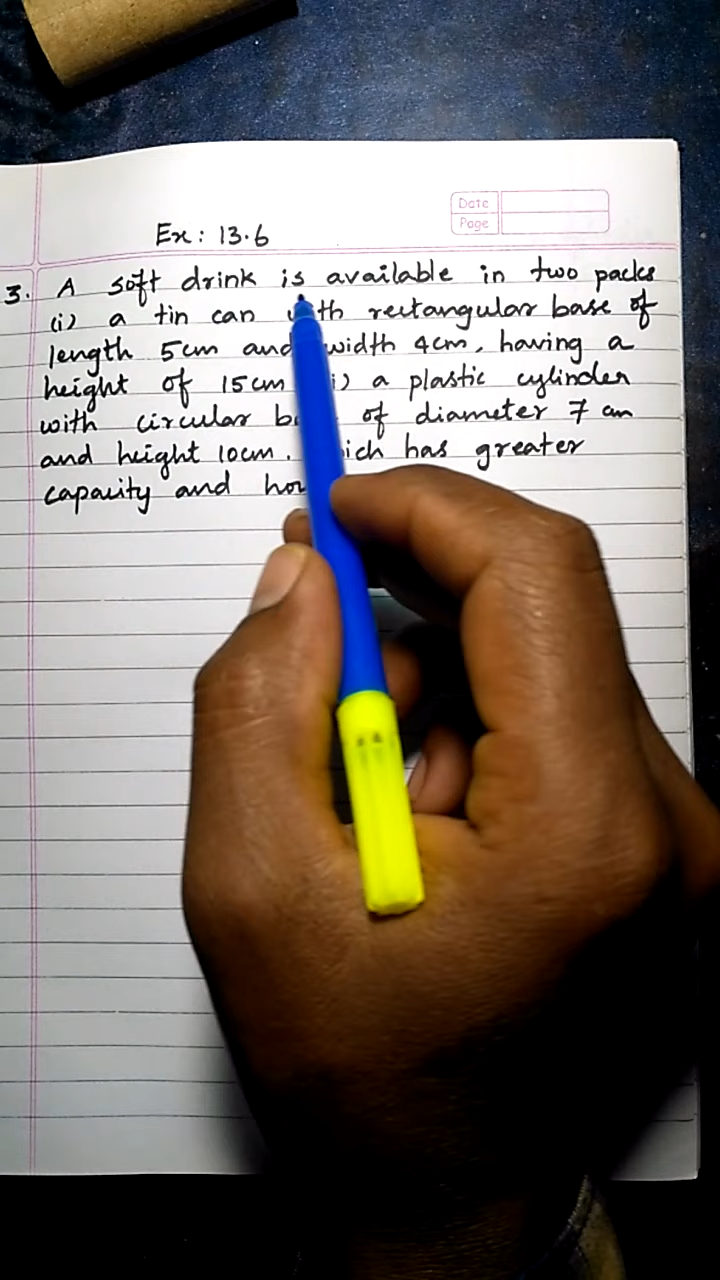 Date
Page
Ex: 13.6
3. A soft drink is available in two packs
(i) a tin can th rectangular base of
length 5cm and width 4cm, having a
height of 15cm i) a plastic cylinder
with circular b of diameter 7 cm
and height 10cm. ich has greater
capacity and ho